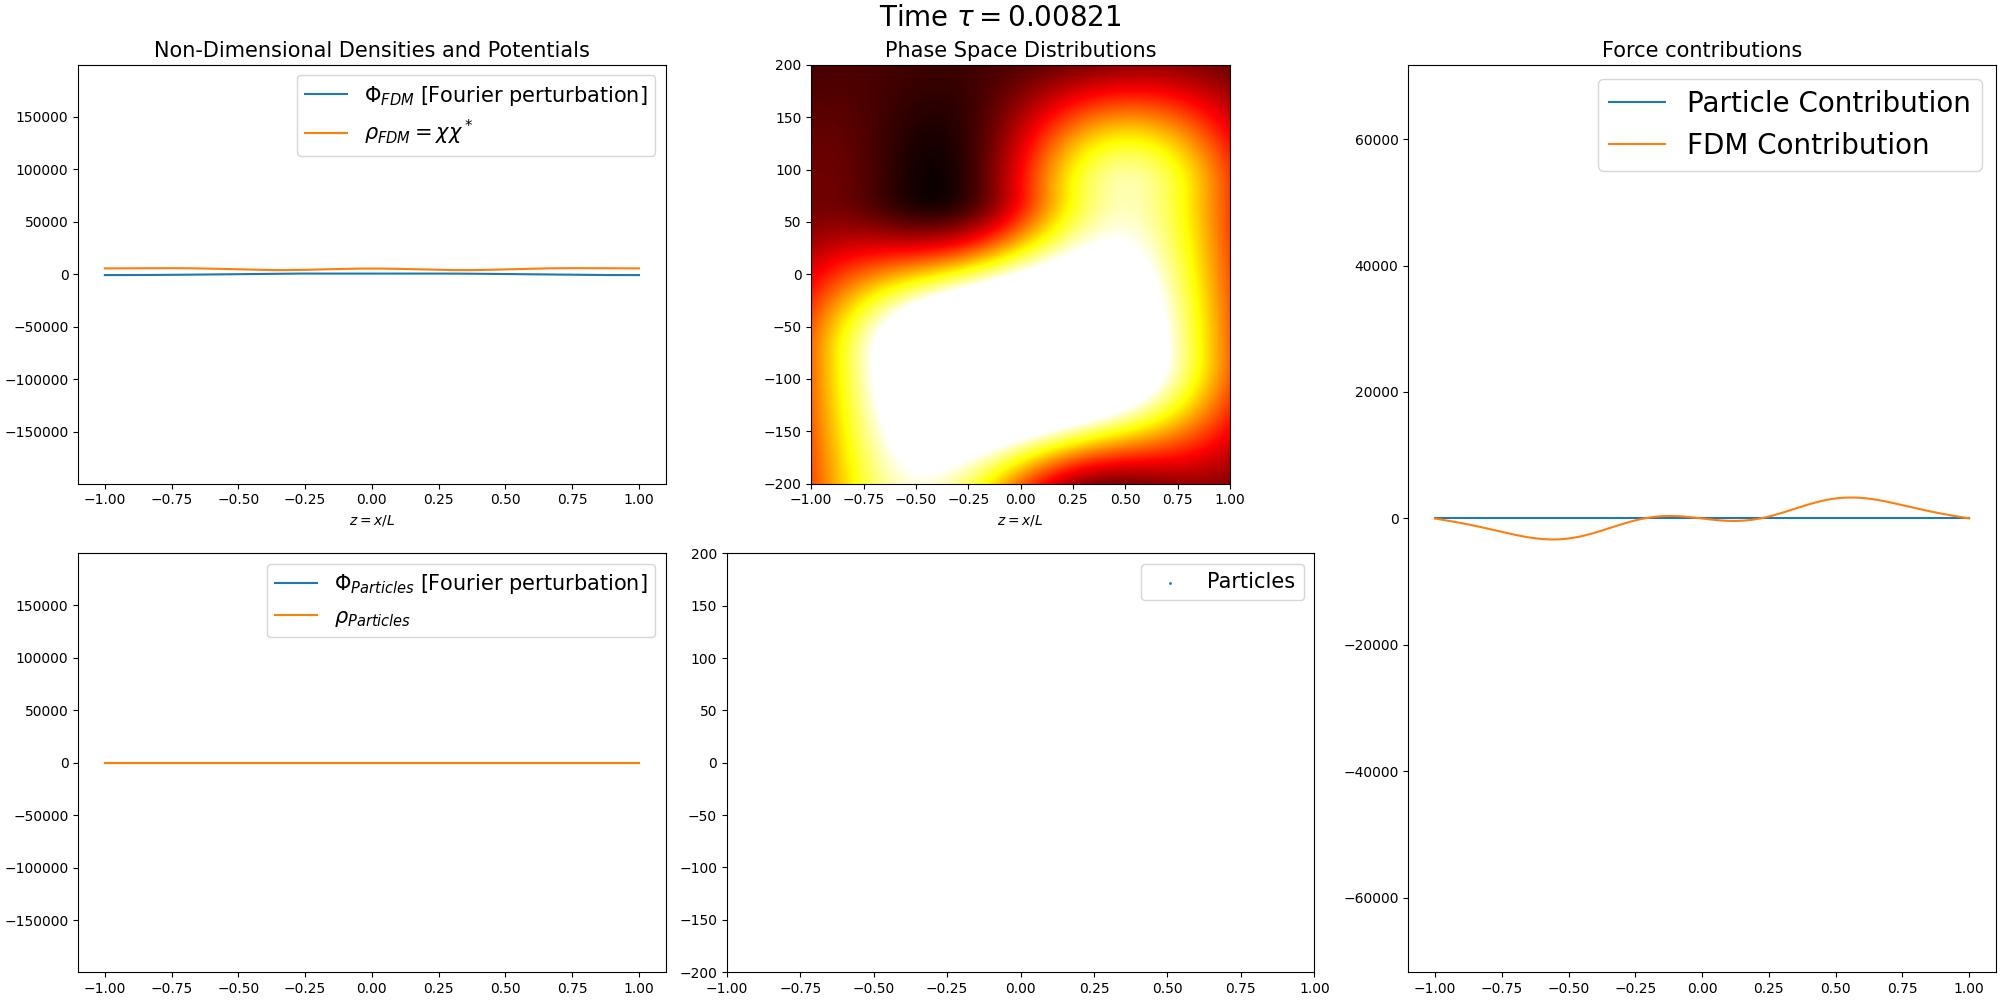 Time τ = 0.00821
Non-Dimensional Densities and Potentials
Φ_FDM [Fourier perturbation]
ρ_FDM = χχ*
150000
100000
50000
0
−50000
−100000
−150000
−1.00 −0.75 −0.50 −0.25 0.00 0.25 0.50 0.75 1.00
z = x/L
Phase Space Distributions
200
150
100
50
0
−50
−100
−150
−200
−1.00 −0.75 −0.50 −0.25 0.00 0.25 0.50 0.75 1.00
z = x/L
Force contributions
Particle Contribution
FDM Contribution
60000
40000
20000
0
−20000
−40000
−60000
−1.00 −0.75 −0.50 −0.25 0.00 0.25 0.50 0.75 1.00
Φ_Particles [Fourier perturbation]
ρ_Particles
150000
100000
50000
0
−50000
−100000
−150000
−1.00 −0.75 −0.50 −0.25 0.00 0.25 0.50 0.75 1.00
Particles
200
150
100
50
0
−50
−100
−150
−200
−1.00 −0.75 −0.50 −0.25 0.00 0.25 0.50 0.75 1.00